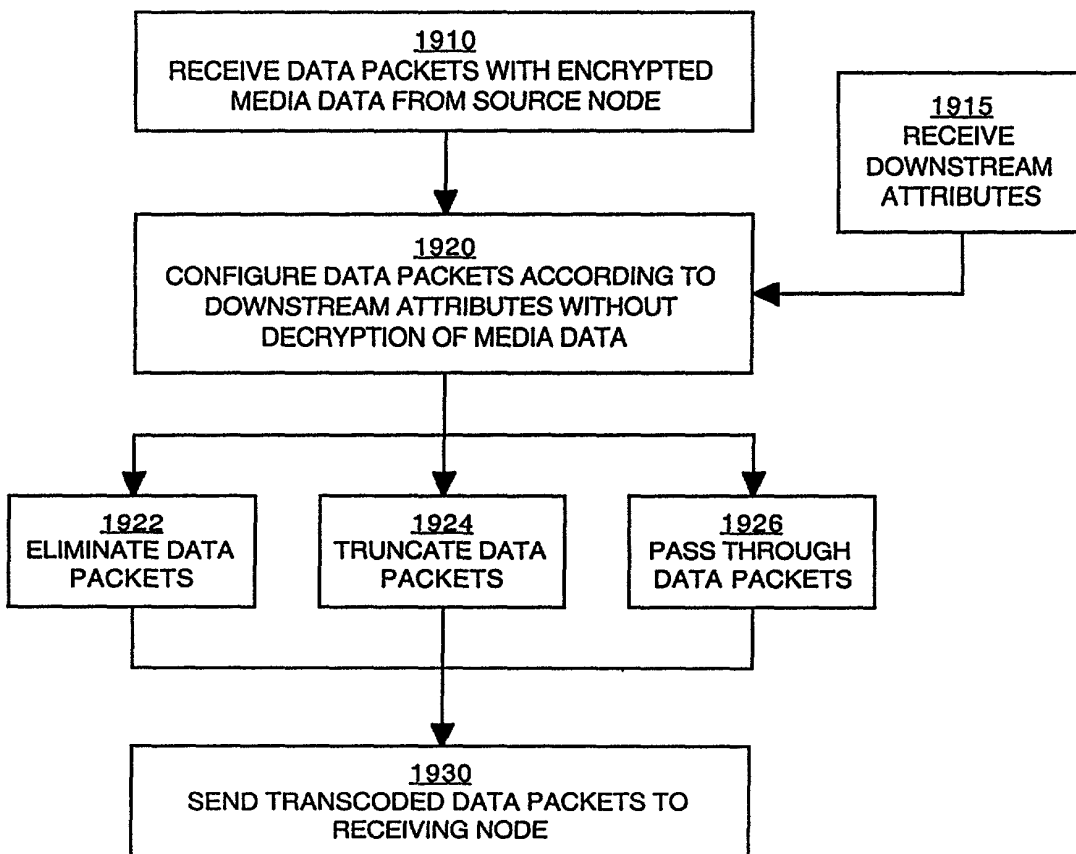 1910
RECEIVE DATA PACKETS WITH ENCRYPTED
MEDIA DATA FROM SOURCE NODE
1915
RECEIVE
DOWNSTREAM
ATTRIBUTES
1920
CONFIGURE DATA PACKETS ACCORDING TO
DOWNSTREAM ATTRIBUTES WITHOUT
DECRYPTION OF MEDIA DATA
1922
ELIMINATE DATA
PACKETS
1924
TRUNCATE DATA
PACKETS
1926
PASS THROUGH
DATA PACKETS
1930
SEND TRANSCODED DATA PACKETS TO
RECEIVING NODE